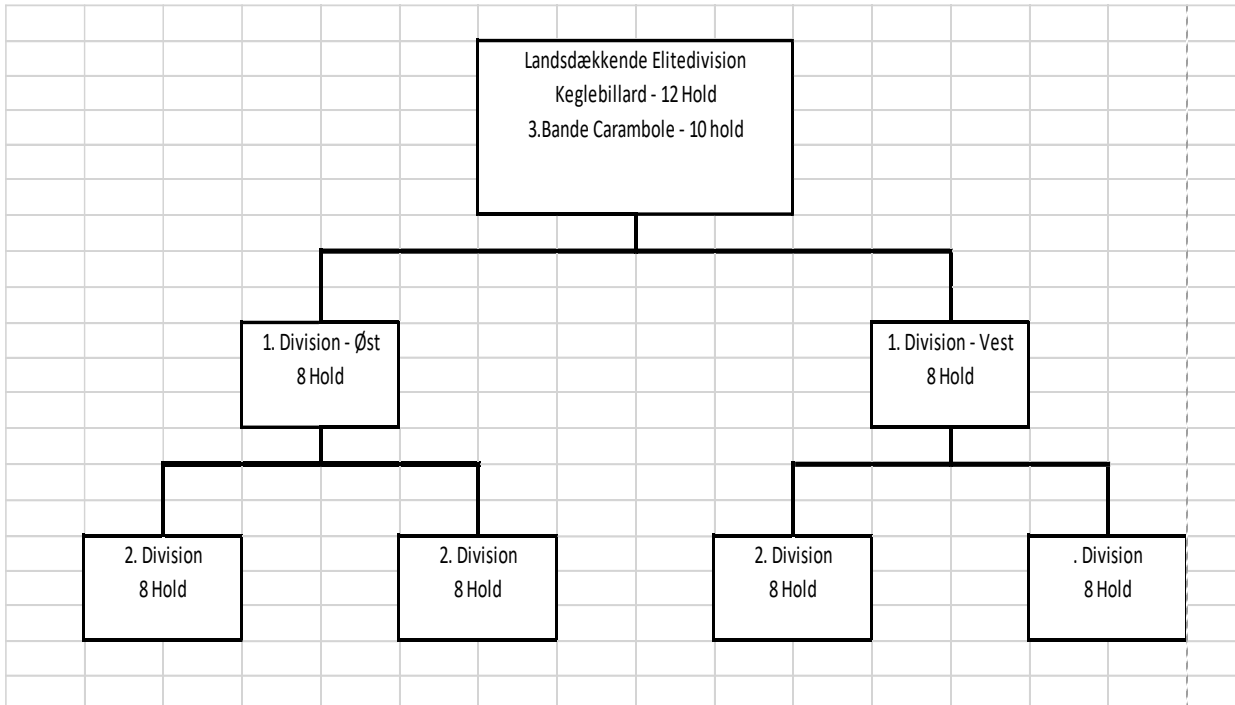 Landsdækkende Elitedivision
Keglebillard - 12 Hold
3.Bande Carambole - 10 hold
1. Division - Øst
8 Hold
1. Division - Vest
8 Hold
2. Division
8 Hold
2. Division
8 Hold
2. Division
8 Hold
. Division
8 Hold